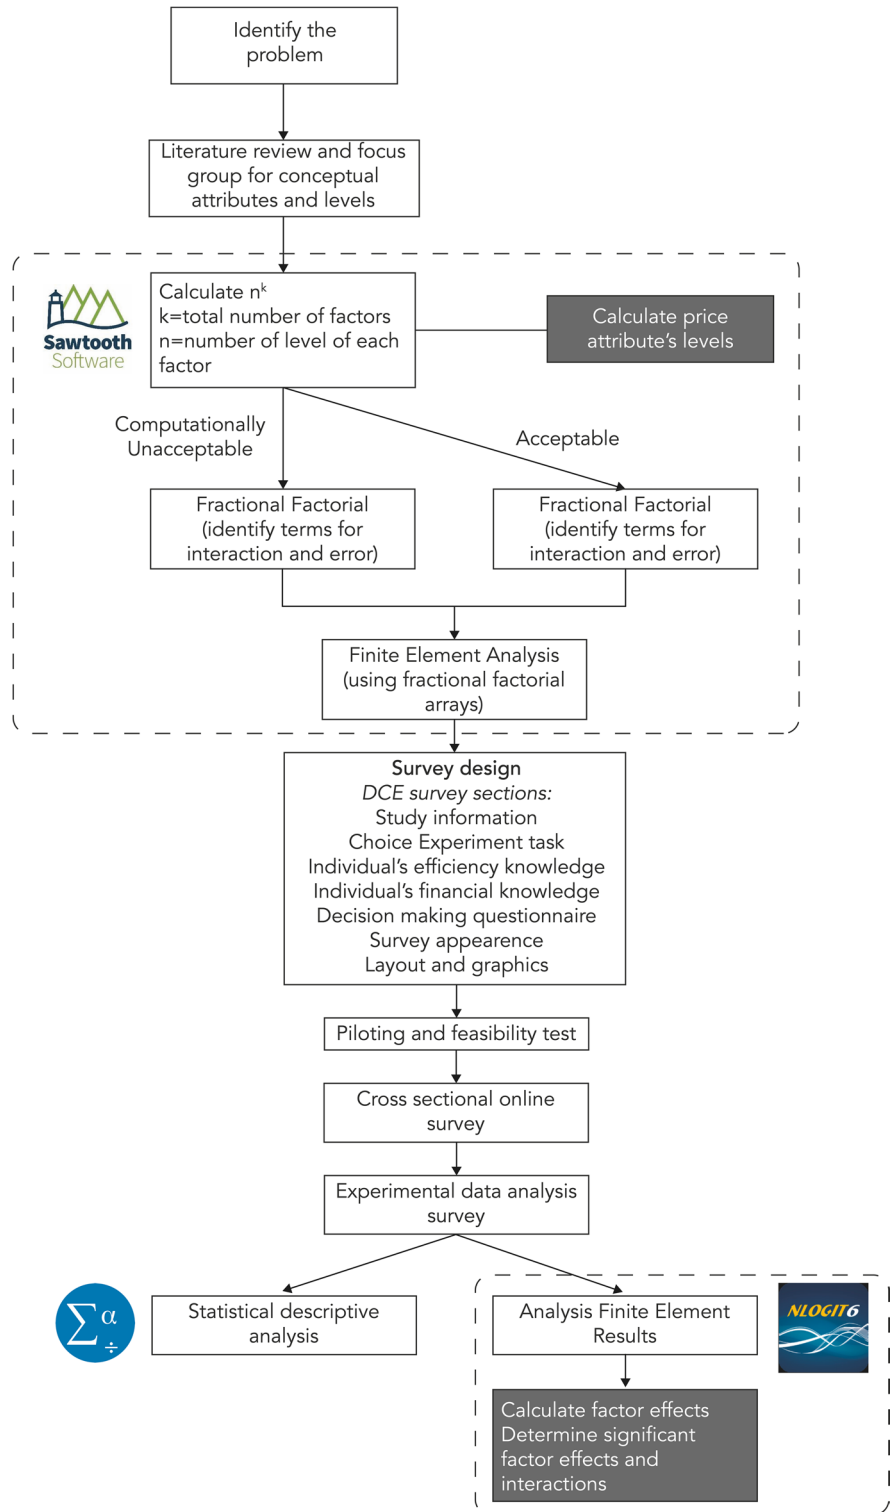 Identify the
problem
Literature review and focus
group for conceptual
attributes and levels
Sawtooth
Software
Calculate nᵏ
k=total number of factors
n=number of level of each
factor
Calculate price
attribute's levels
Computationally
Unacceptable
Acceptable
Fractional Factorial
(identify terms for
interaction and error)
Fractional Factorial
(identify terms for
interaction and error)
Finite Element Analysis
(using fractional factorial
arrays)
Survey design
DCE survey sections:
Study information
Choice Experiment task
Individual's efficiency knowledge
Individual's financial knowledge
Decision making questionnaire
Survey appearence
Layout and graphics
Piloting and feasibility test
Cross sectional online
survey
Experimental data analysis
survey
∑ α
÷
Statistical descriptive
analysis
Analysis Finite Element
Results
NLOGIT6
Calculate factor effects
Determine significant
factor effects and
interactions